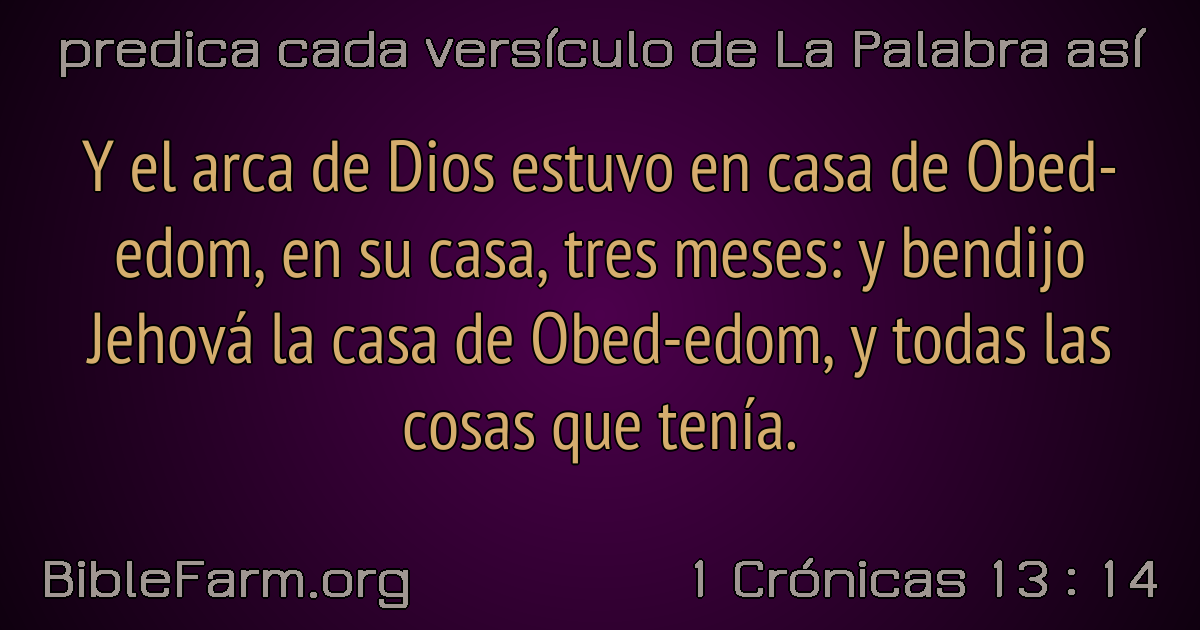 predica cada versículo de La Palabra así
Y el arca de Dios estuvo en casa de Obed-
edom, en su casa, tres meses: y bendijo
Jehová la casa de Obed-edom, y todas las
cosas que tenía.
BibleFarm.org
1 Crónicas 13 : 14